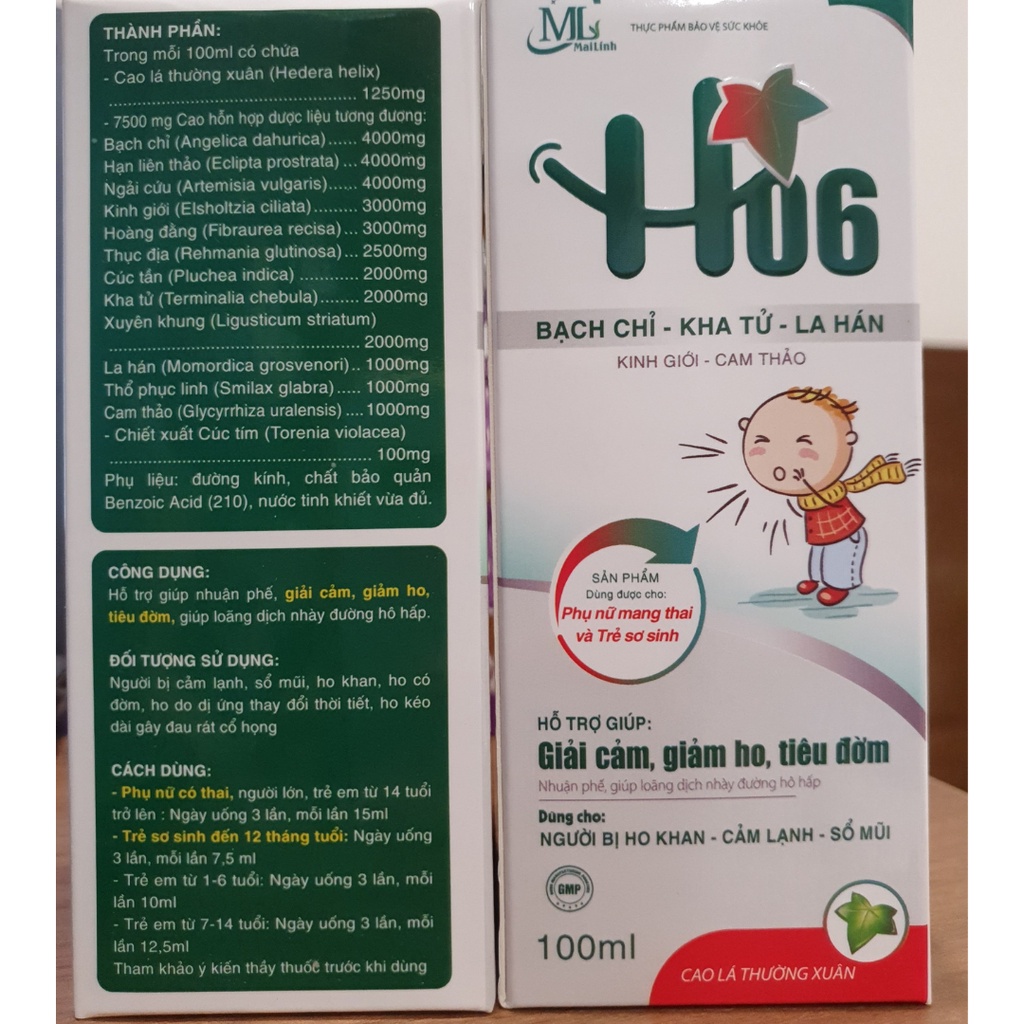 THÀNH PHẦN:
Trong mỗi 100ml có chứa
- Cao lá thường xuân (Hedera helix)
........................................................ 1250mg
- 7500 mg Cao hỗn hợp dược liệu tương đương:
Bạch chỉ (Angelica dahurica)...... 4000mg
Hạn liên thảo (Eclipta prostrata)... 4000mg
Ngải cứu (Artemisia vulgaris)...... 4000mg
Kinh giới (Elsholtzia ciliata)......... 3000mg
Hoàng đằng (Fibraurea recisa)... 3000mg
Thục địa (Rehmania glutinosa)... 2500mg
Cúc tần (Pluchea indica) ............ 2000mg
Kha tử (Terminalia chebula)........ 2000mg
Xuyên khung (Ligusticum striatum)
........................................................ 2000mg
La hán (Momordica grosvenori).. 1000mg
Thổ phục linh (Smilax glabra)..... 1000mg
Cam thảo (Glycyrrhiza uralensis) .... 1000mg
- Chiết xuất Cúc tím (Torenia violacea)
........................................................ 100mg
Phụ liệu: đường kính, chất bảo quản
Benzoic Acid (210), nước tinh khiết vừa đủ.
CÔNG DỤNG:
Hỗ trợ giúp nhuận phế, giải cảm, giảm ho,
tiêu đờm, giúp loãng dịch nhày đường hô hấp.
ĐỐI TƯỢNG SỬ DỤNG:
Người bị cảm lạnh, sổ mũi, ho khan, ho có
đờm, ho do dị ứng thay đổi thời tiết, ho kéo
dài gây đau rát cổ họng
CÁCH DÙNG:
- Phụ nữ có thai, người lớn, trẻ em từ 14 tuổi
trở lên : Ngày uống 3 lần, mỗi lần 15ml
- Trẻ sơ sinh đến 12 tháng tuổi: Ngày uống
3 lần, mỗi lần 7,5 ml
- Trẻ em từ 1-6 tuổi: Ngày uống 3 lần, mỗi
lần 10ml
- Trẻ em từ 7-14 tuổi: Ngày uống 3 lần, mỗi
lần 12,5ml
Tham khảo ý kiến thầy thuốc trước khi dùng
ML
MaiLinh
THỰC PHẨM BẢO VỆ SỨC KHỎE
H06
BẠCH CHỈ - KHA TỬ - LA HÁN
KINH GIỚI - CAM THẢO
SẢN PHẨM
Dùng được cho:
Phụ nữ mang thai
và Trẻ sơ sinh
HỖ TRỢ GIÚP:
Giải cảm, giảm ho, tiêu đờm
Nhuận phế, giúp loãng dịch nhày đường hô hấp
Dùng cho:
NGƯỜI BỊ HO KHAN - CẢM LẠNH - SỔ MŨI
GMP
100ml
CAO LÁ THƯỜNG XUÂN